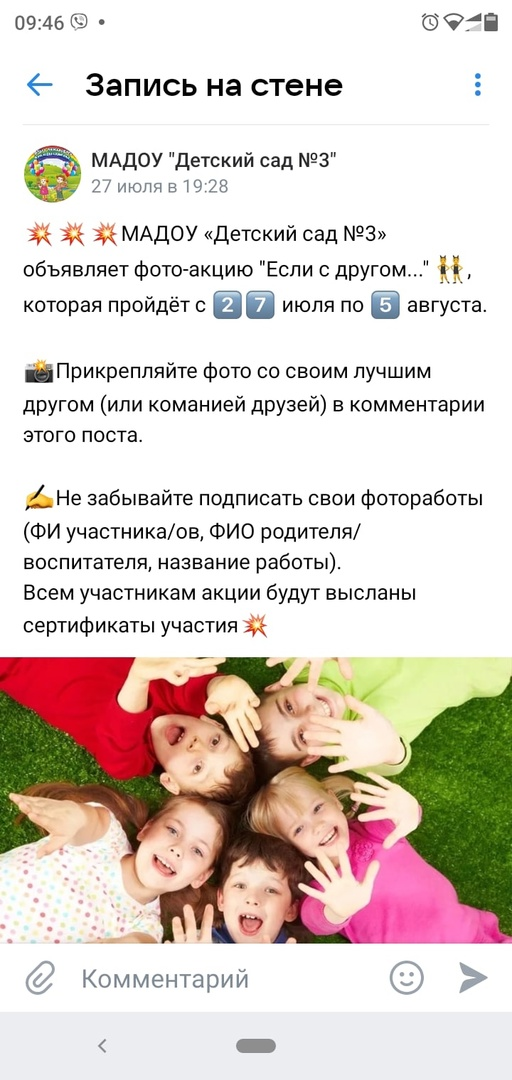 09:46
Запись на стене
МАДОУ "Детский сад №3"
27 июля в 19:28
💥 💥 💥МАДОУ «Детский сад №3»
объявляет фото-акцию "Если с другом..." 👯,
которая пройдёт с 2️⃣7️⃣ июля по 5️⃣ августа.
📸Прикрепляйте фото со своим лучшим
другом (или команией друзей) в комментарии
этого поста.
✍Не забывайте подписать свои фотоработы
(ФИ участника/ов, ФИО родителя/
воспитателя, название работы).
Всем участникам акции будут высланы
сертификаты участия💥
Комментарий